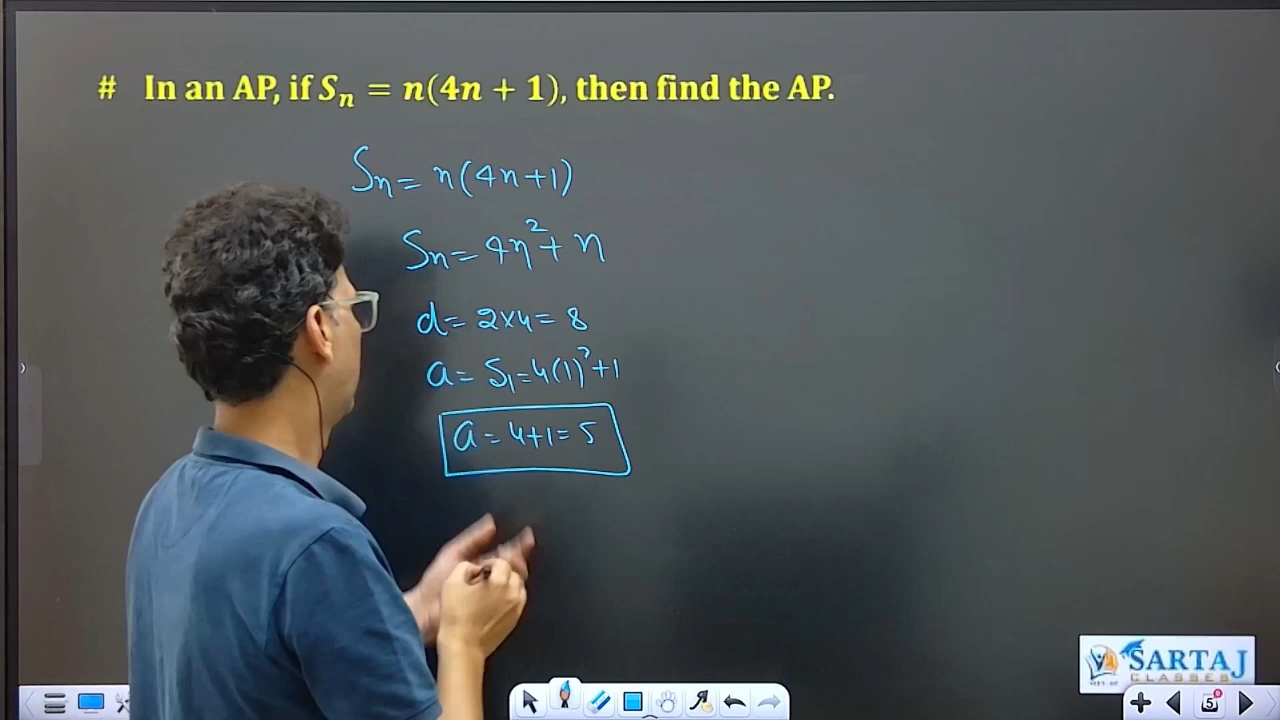 # In an AP, if Sₙ = n(4n + 1), then find the AP.
Sn = n(4n+1)
Sn = 4n² + n
d = 2×4 = 8
a = S₁ = 4(1)² + 1
a = 4+1 = 5
SARTAJ
CLASSES
5